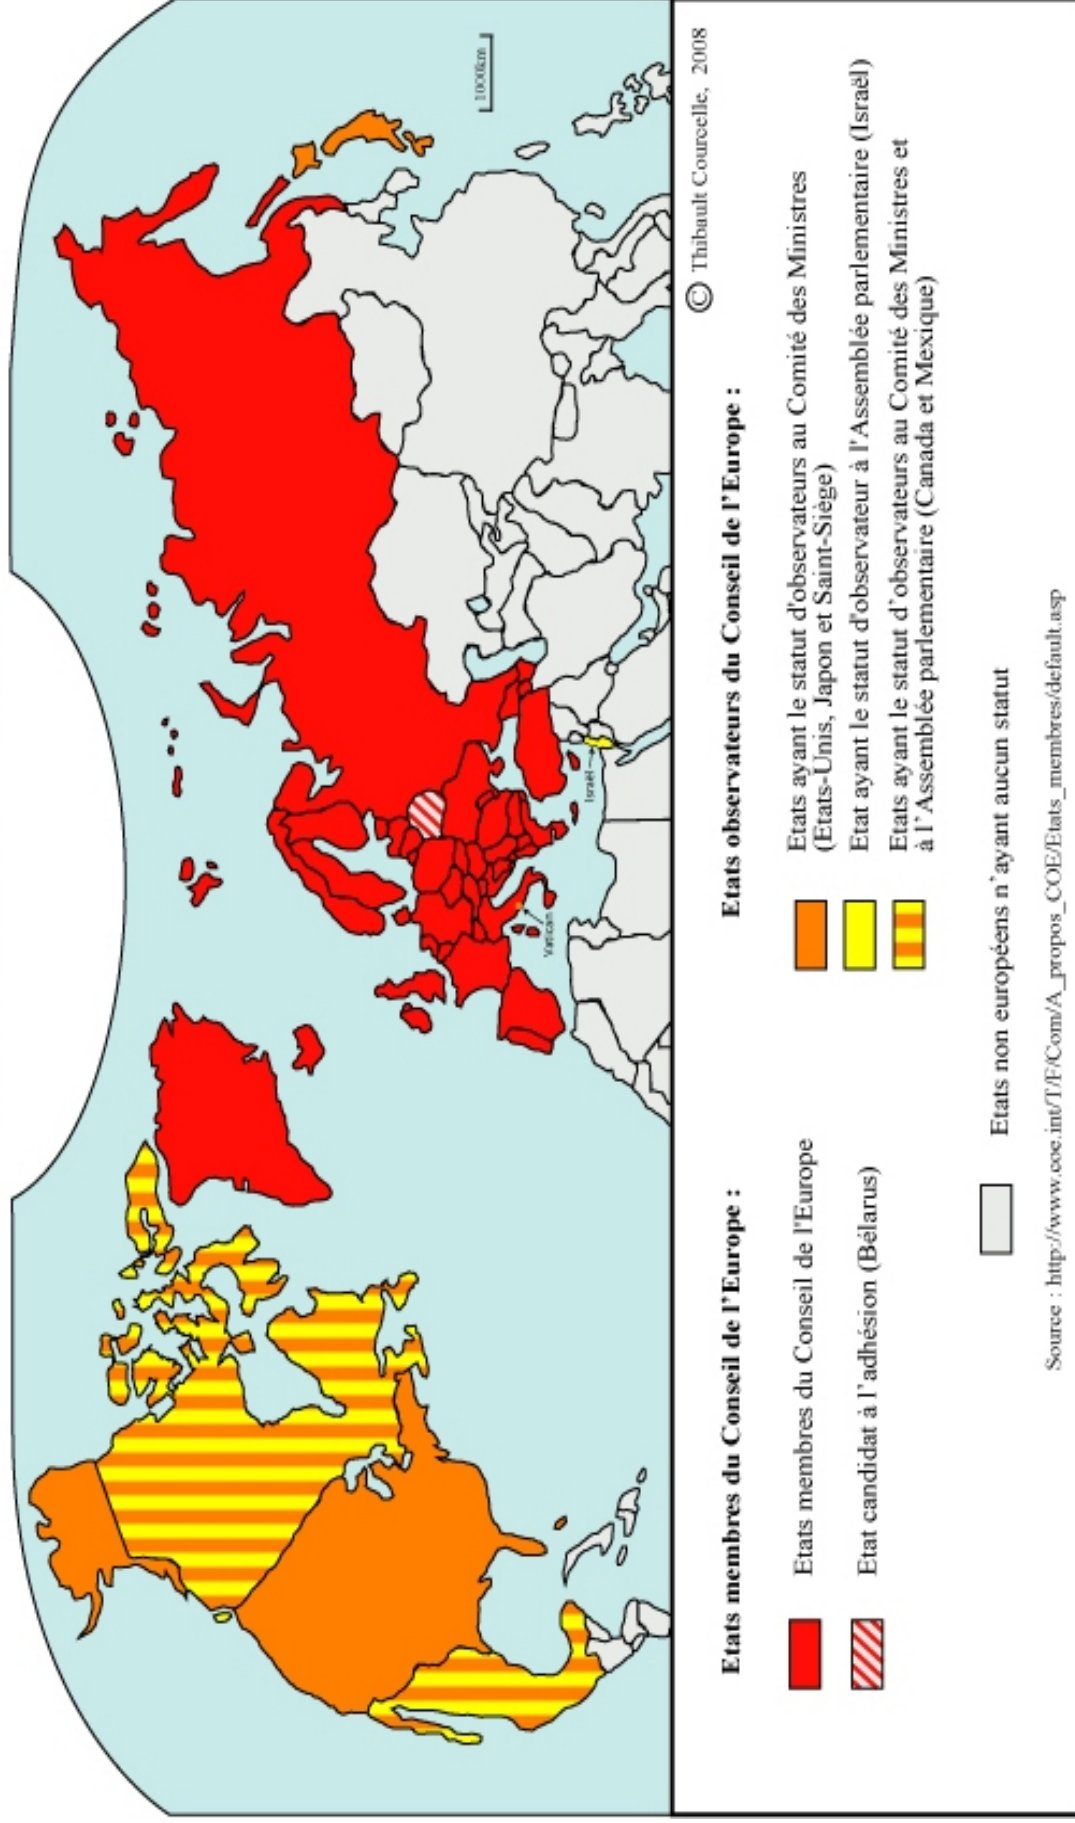 1000km
Israël
Vatican
© Thibault Courcelle, 2008
Etats membres du Conseil de l'Europe :
Etats membres du Conseil de l'Europe
Etat candidat à l'adhésion (Bélarus)
Etats observateurs du Conseil de l'Europe :
Etats ayant le statut d'observateurs au Comité des Ministres
(Etats-Unis, Japon et Saint-Siège)
Etat ayant le statut d'observateur à l'Assemblée parlementaire (Israël)
Etats ayant le statut d'observateurs au Comité des Ministres et
à l'Assemblée parlementaire (Canada et Mexique)
Etats non européens n'ayant aucun statut
Source : http://www.coe.int/T/F/Com/A_propos_COE/Etats_membres/default.asp